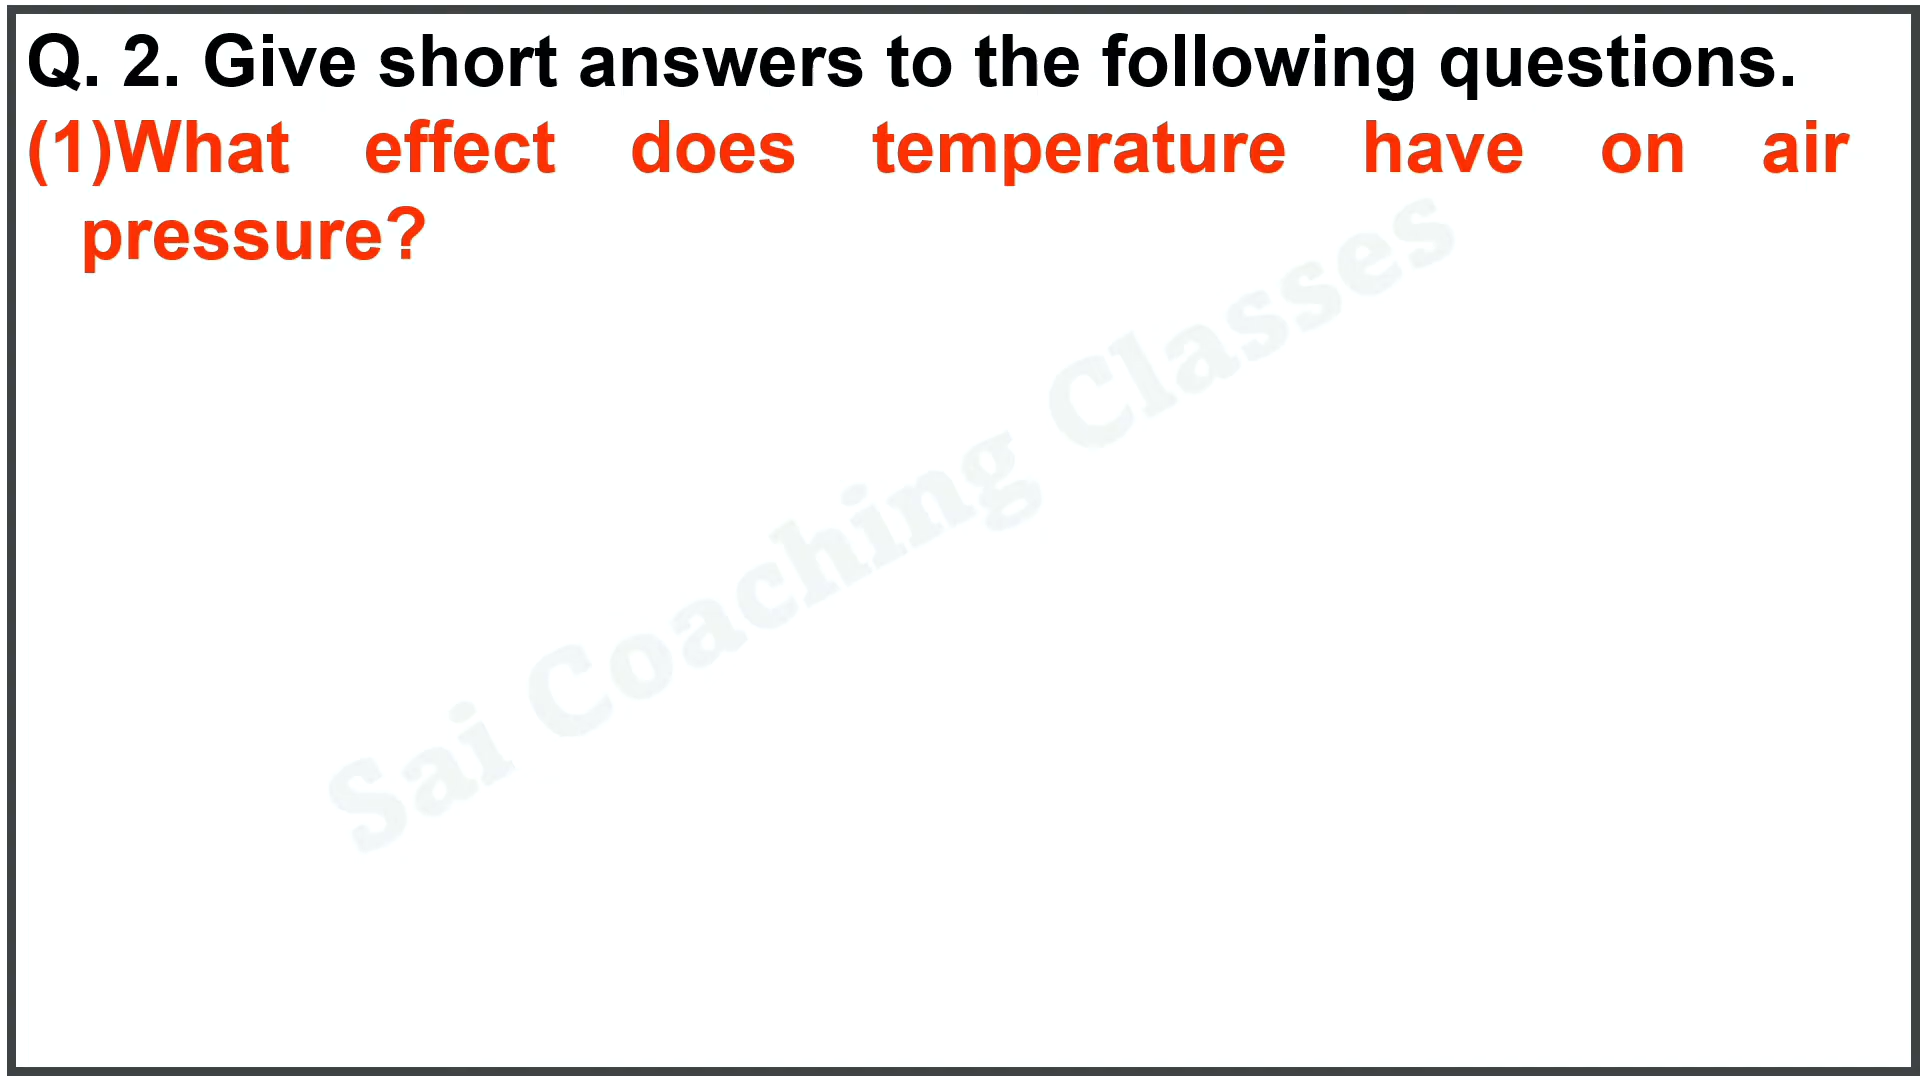 Q. 2. Give short answers to the following questions.
(1)What effect does temperature have on air
pressure?
Sai Coaching Classes